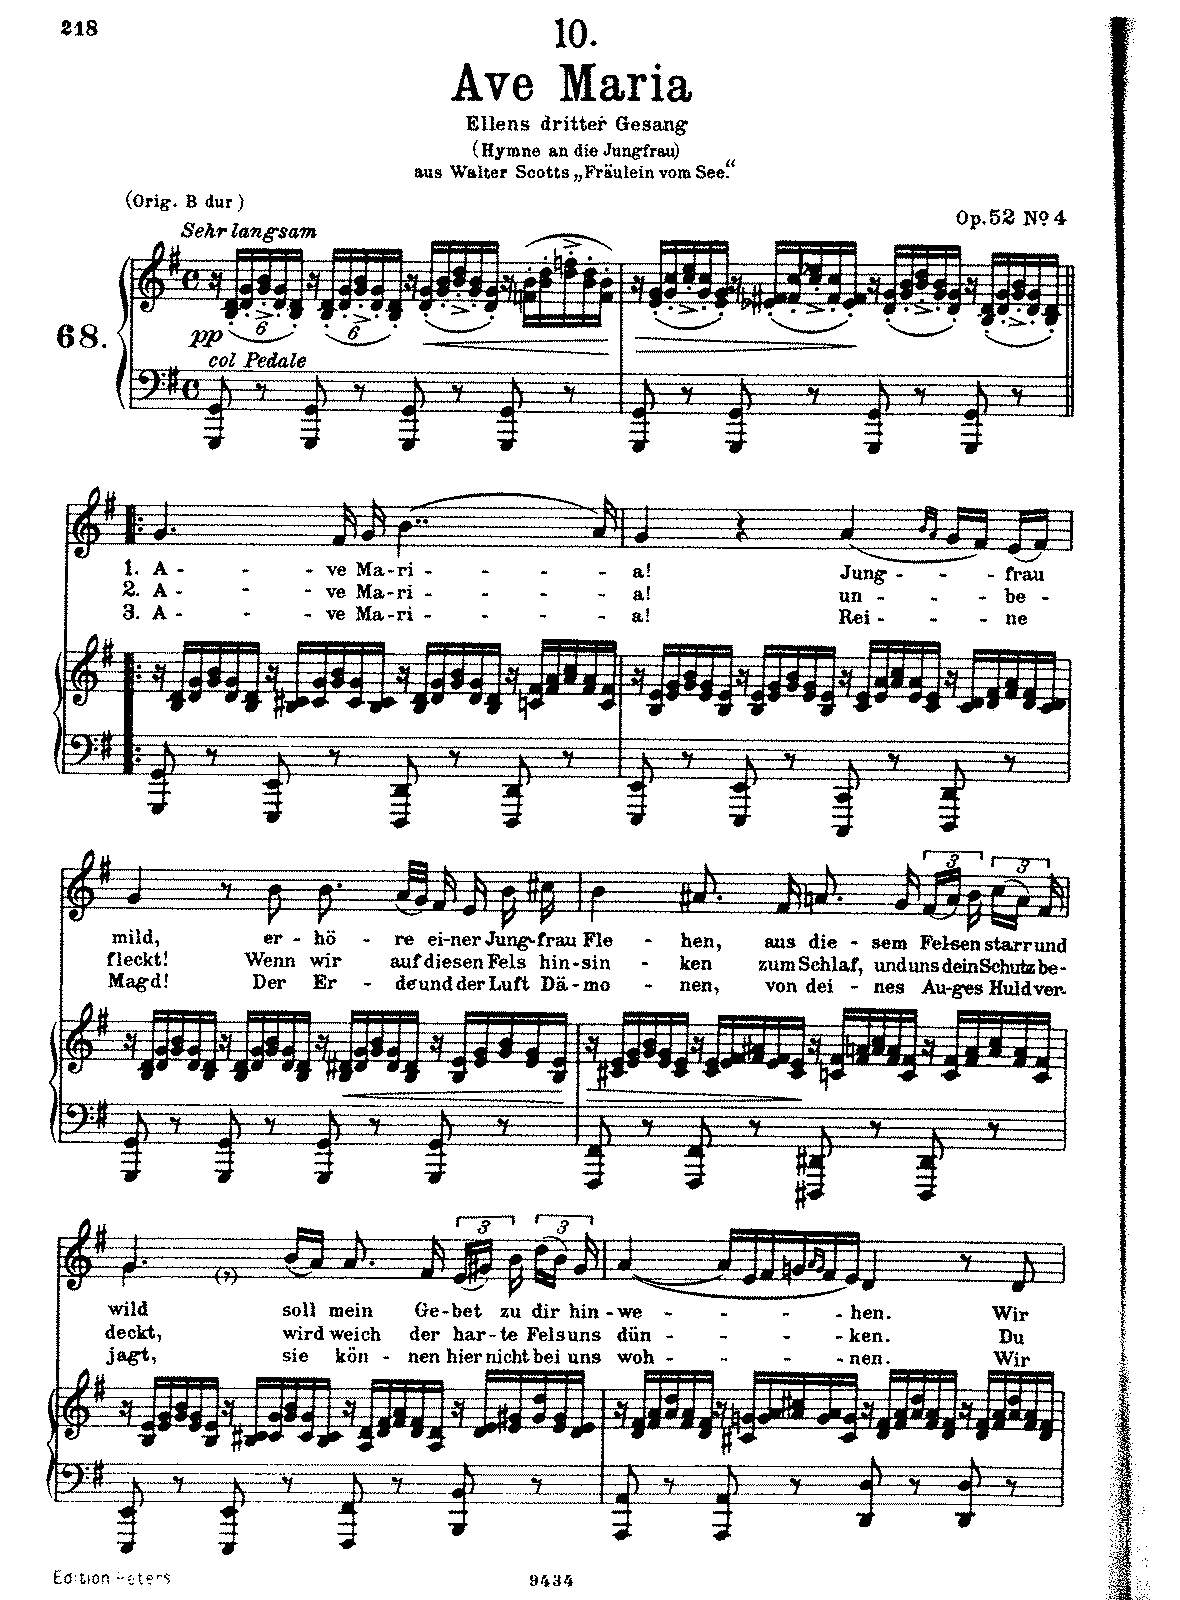 218
10.
Ave Maria
Ellens dritter Gesang
(Hymne an die Jungfrau)
aus Walter Scotts „Fräulein vom See.“
(Orig. B dur)
Op. 52 No 4
Sehr langsam
68.
pp
6 6
col Pedale
1. A - - - ve Ma-ri - - - - a! Jung - - - frau
2. A - - - ve Ma-ri - - - - a! un - - - be -
3. A - - - ve Ma-ri - - - - a! Rei - - - ne
3 3
mild, er - hö - re ei-ner Jung-frau Fle - hen, aus die - sem Fel-sen starr und
fleckt! Wenn wir auf diesen Fels hin-sin - ken zum Schlaf, und uns dein Schutz be-
Magd! Der Er - de und der Luft Dä-mo - nen, von dei - nes Au-ges Huld ver-
3 3
wild soll mein Ge-bet zu dir hin-we - - - - hen. Wir
deckt, wird weich der har-te Fels uns dün - - - - ken. Du
jagt, sie kön - nen hier nicht bei uns woh - - - - nen. Wir
Edition Peters
9434